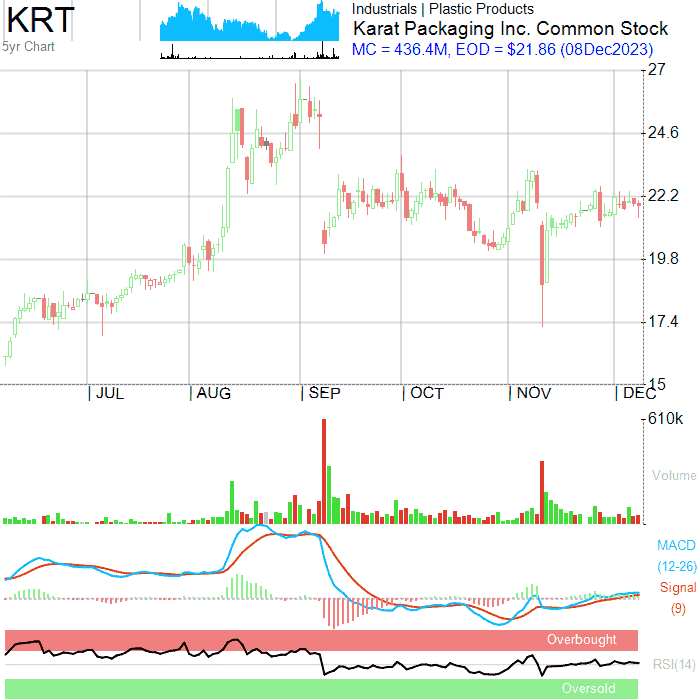 KRT
5yr Chart
Industrials | Plastic Products
Karat Packaging Inc. Common Stock
MC = 436.4M, EOD = $21.86 (08Dec2023)
27
24.6
22.2
19.8
17.4
15
JUL AUG SEP OCT NOV DEC
610k
Volume
MACD
(12-26)
Signal
(9)
Overbought
RSI(14)
Oversold